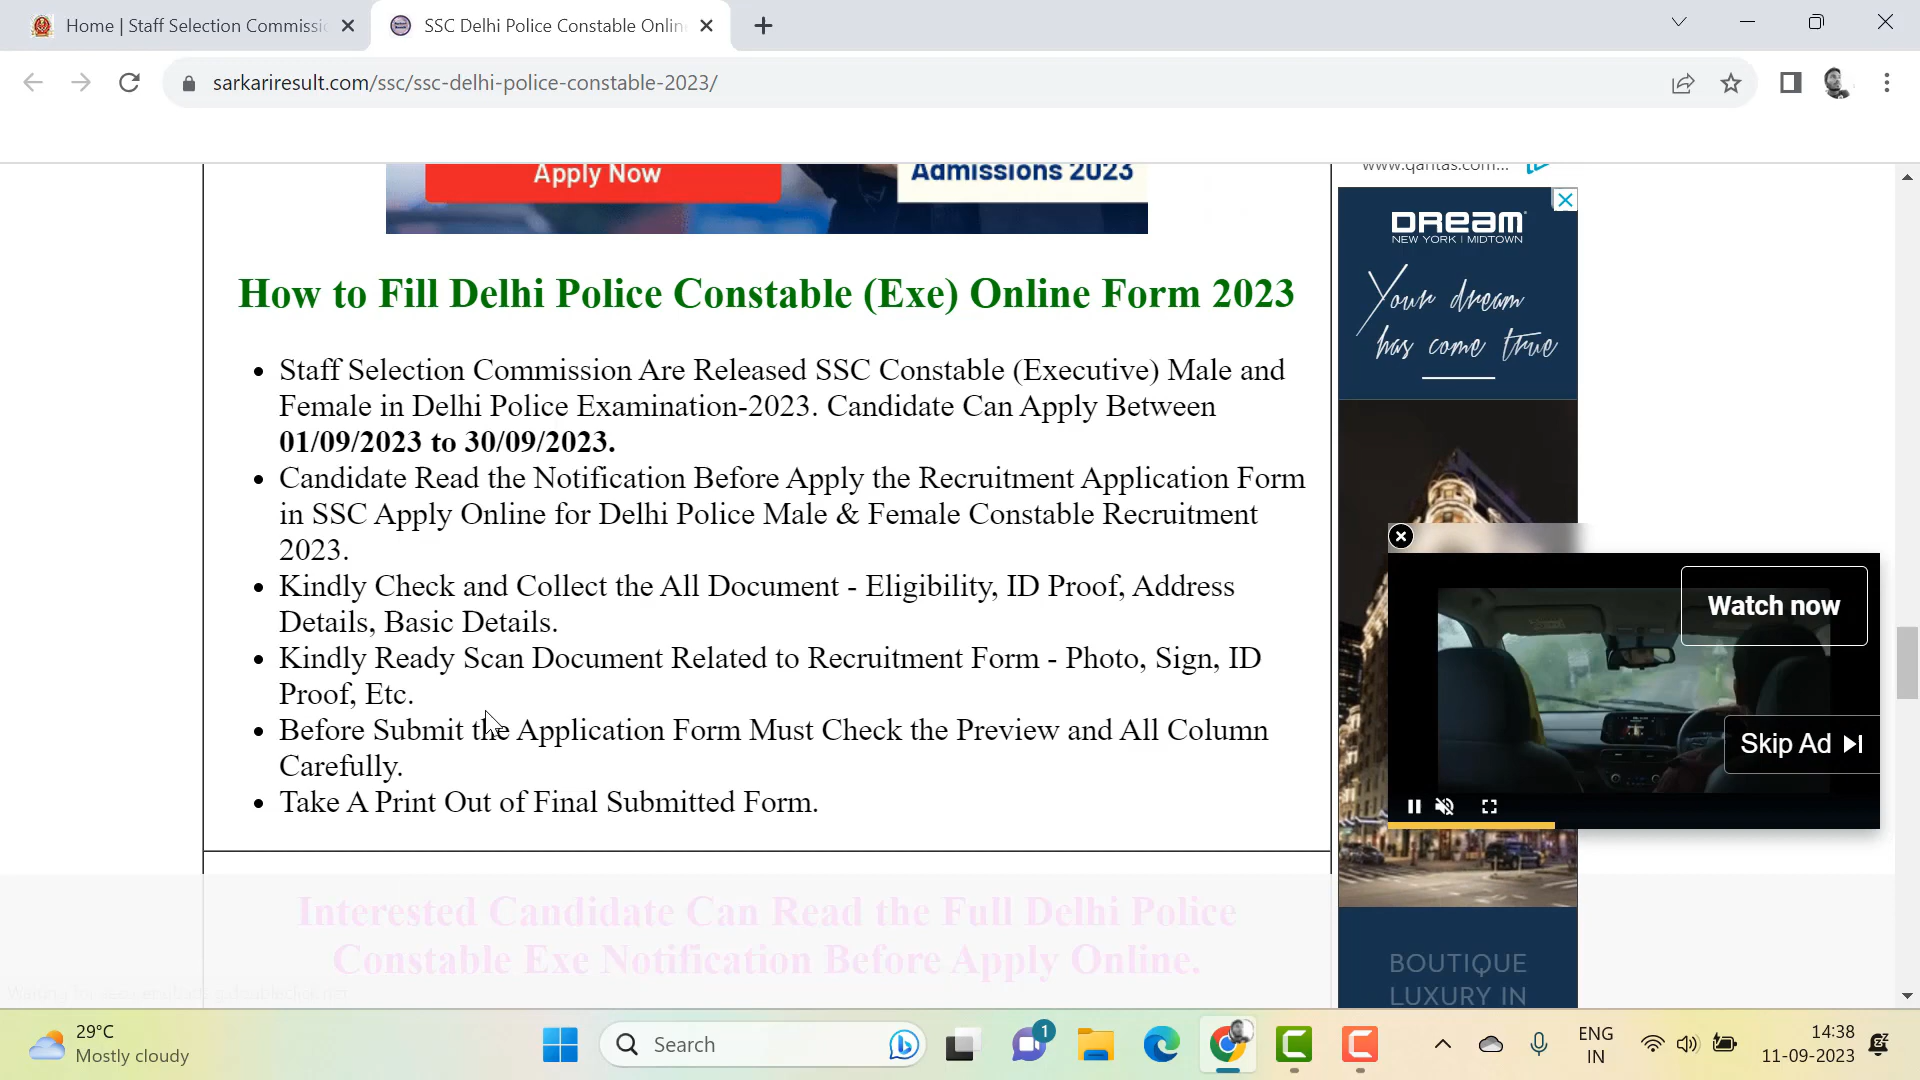 Home | Staff Selection Commissi
SSC Delhi Police Constable Onlin
sarkariresult.com/ssc/ssc-delhi-police-constable-2023/
Apply Now
Admissions 2023
www.qantas.com...
DREAM
NEW YORK | MIDTOWN
Your dream
has come true
How to Fill Delhi Police Constable (Exe) Online Form 2023
Staff Selection Commission Are Released SSC Constable (Executive) Male and
Female in Delhi Police Examination-2023. Candidate Can Apply Between
01/09/2023 to 30/09/2023.
Candidate Read the Notification Before Apply the Recruitment Application Form
in SSC Apply Online for Delhi Police Male & Female Constable Recruitment
2023.
Kindly Check and Collect the All Document - Eligibility, ID Proof, Address
Details, Basic Details.
Kindly Ready Scan Document Related to Recruitment Form - Photo, Sign, ID
Proof, Etc.
Before Submit the Application Form Must Check the Preview and All Column
Carefully.
Take A Print Out of Final Submitted Form.
Watch now
Skip Ad
Interested Candidate Can Read the Full Delhi Police
Constable Exe Notification Before Apply Online.
BOUTIQUE
LUXURY IN
29°C
Mostly cloudy
Search
1
ENG
IN
14:38
11-09-2023